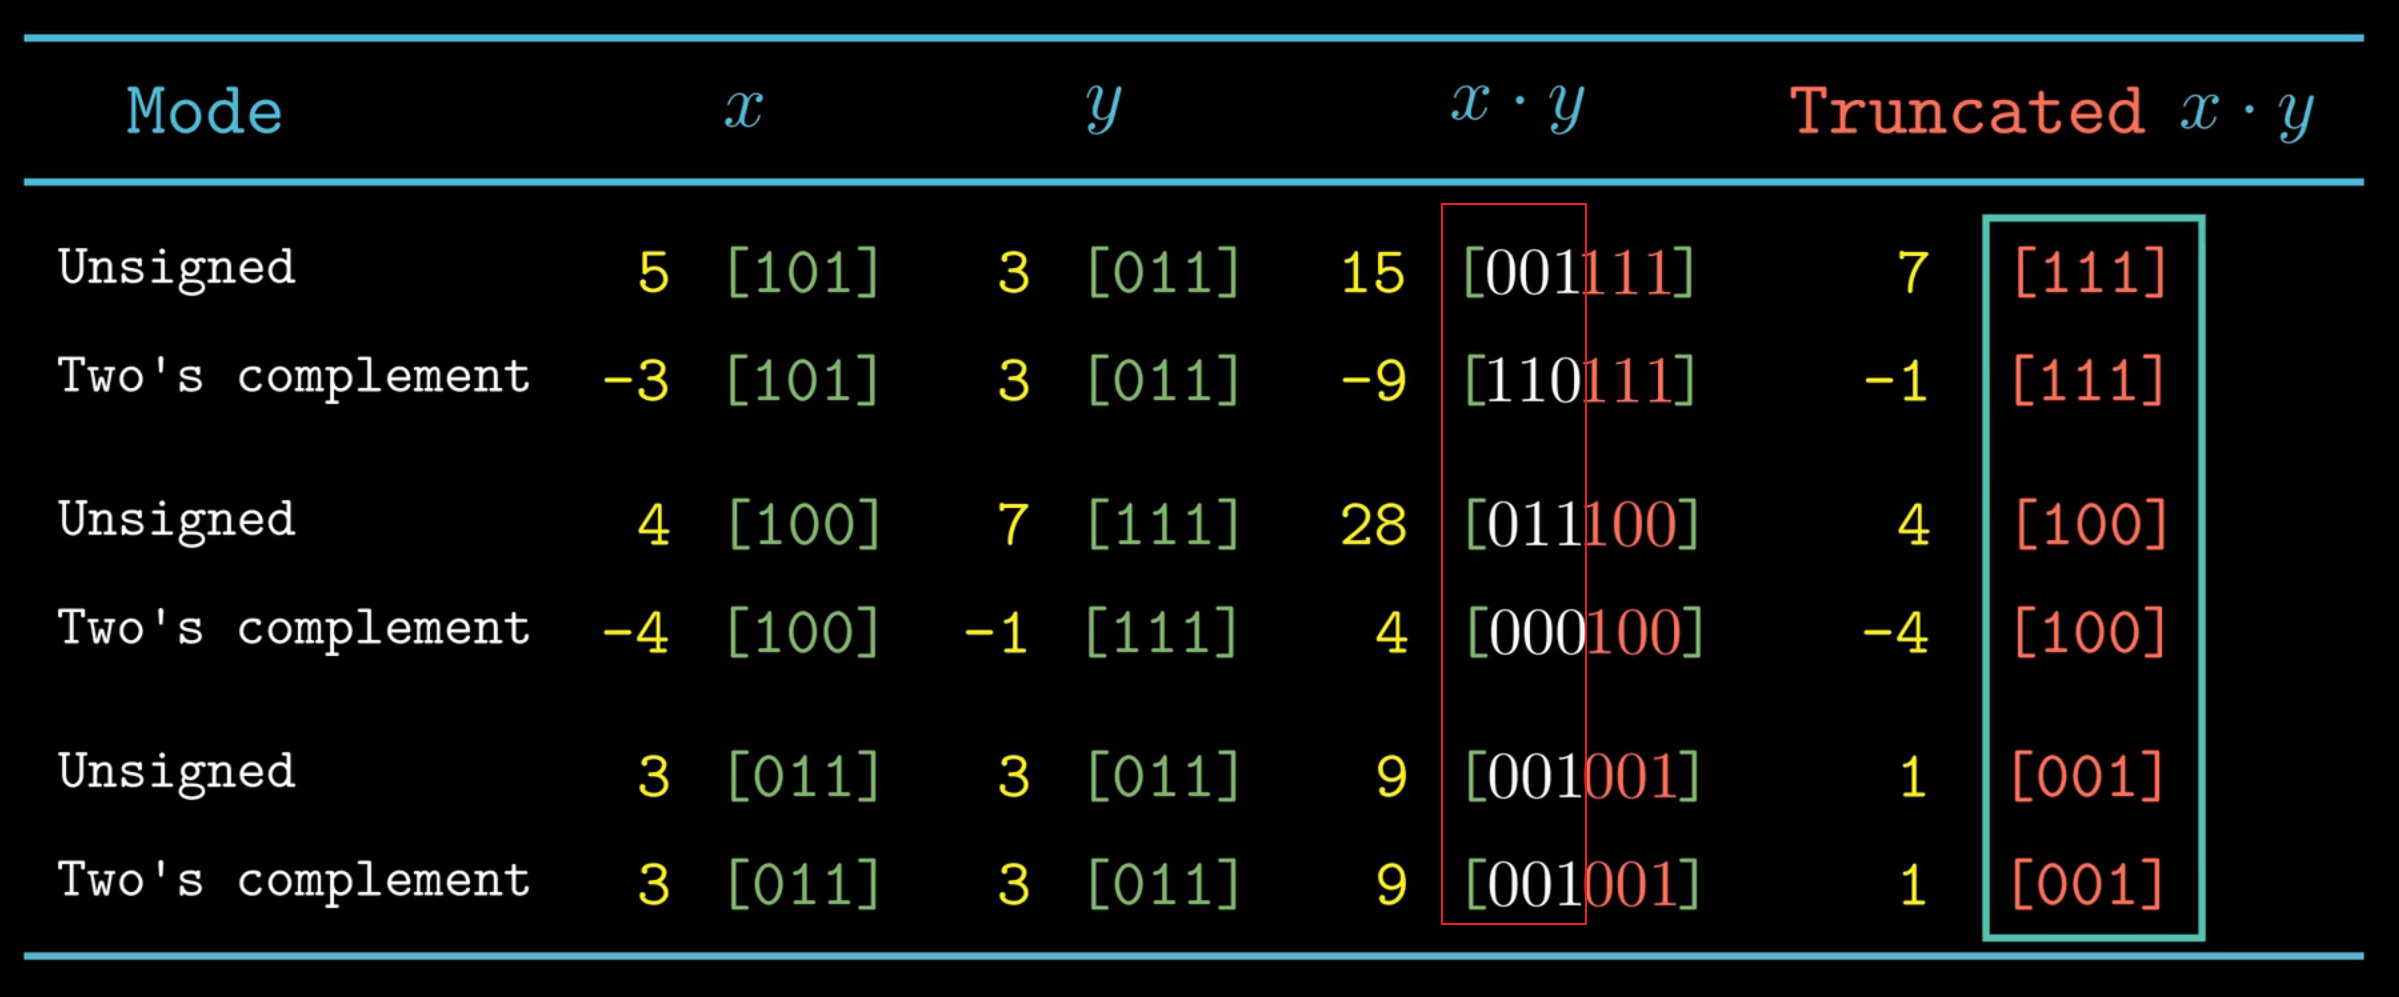 Mode x y x · y Truncated x · y
Unsigned 5 [101] 3 [011] 15 [001111] 7 [111]
Two's complement -3 [101] 3 [011] -9 [110111] -1 [111]
Unsigned 4 [100] 7 [111] 28 [011100] 4 [100]
Two's complement -4 [100] -1 [111] 4 [000100] -4 [100]
Unsigned 3 [011] 3 [011] 9 [001001] 1 [001]
Two's complement 3 [011] 3 [011] 9 [001001] 1 [001]